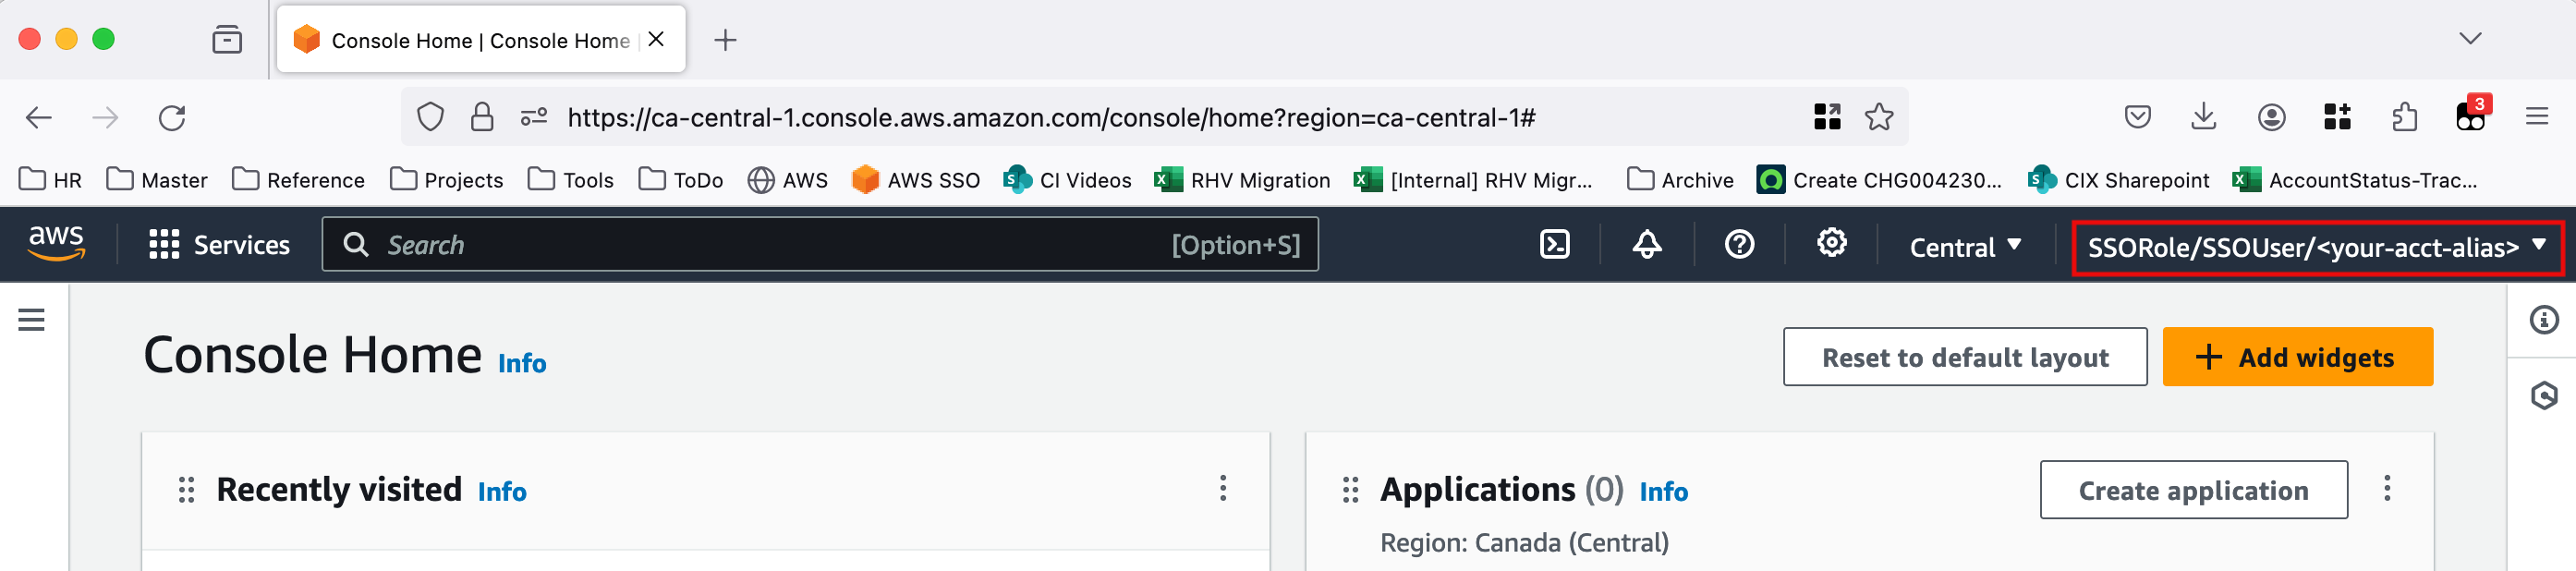 Console Home | Console Home
https://ca-central-1.console.aws.amazon.com/console/home?region=ca-central-1#
3
HR Master Reference Projects Tools ToDo AWS AWS SSO CI Videos RHV Migration [Internal] RHV Migr... Archive Create CHG004230... CIX Sharepoint AccountStatus-Trac...
aws Services Search [Option+S] Central SSORole/SSOUser/<your-acct-alias>
Console Home Info Reset to default layout Add widgets
Recently visited Info Applications (0) Info Create application
Region: Canada (Central)